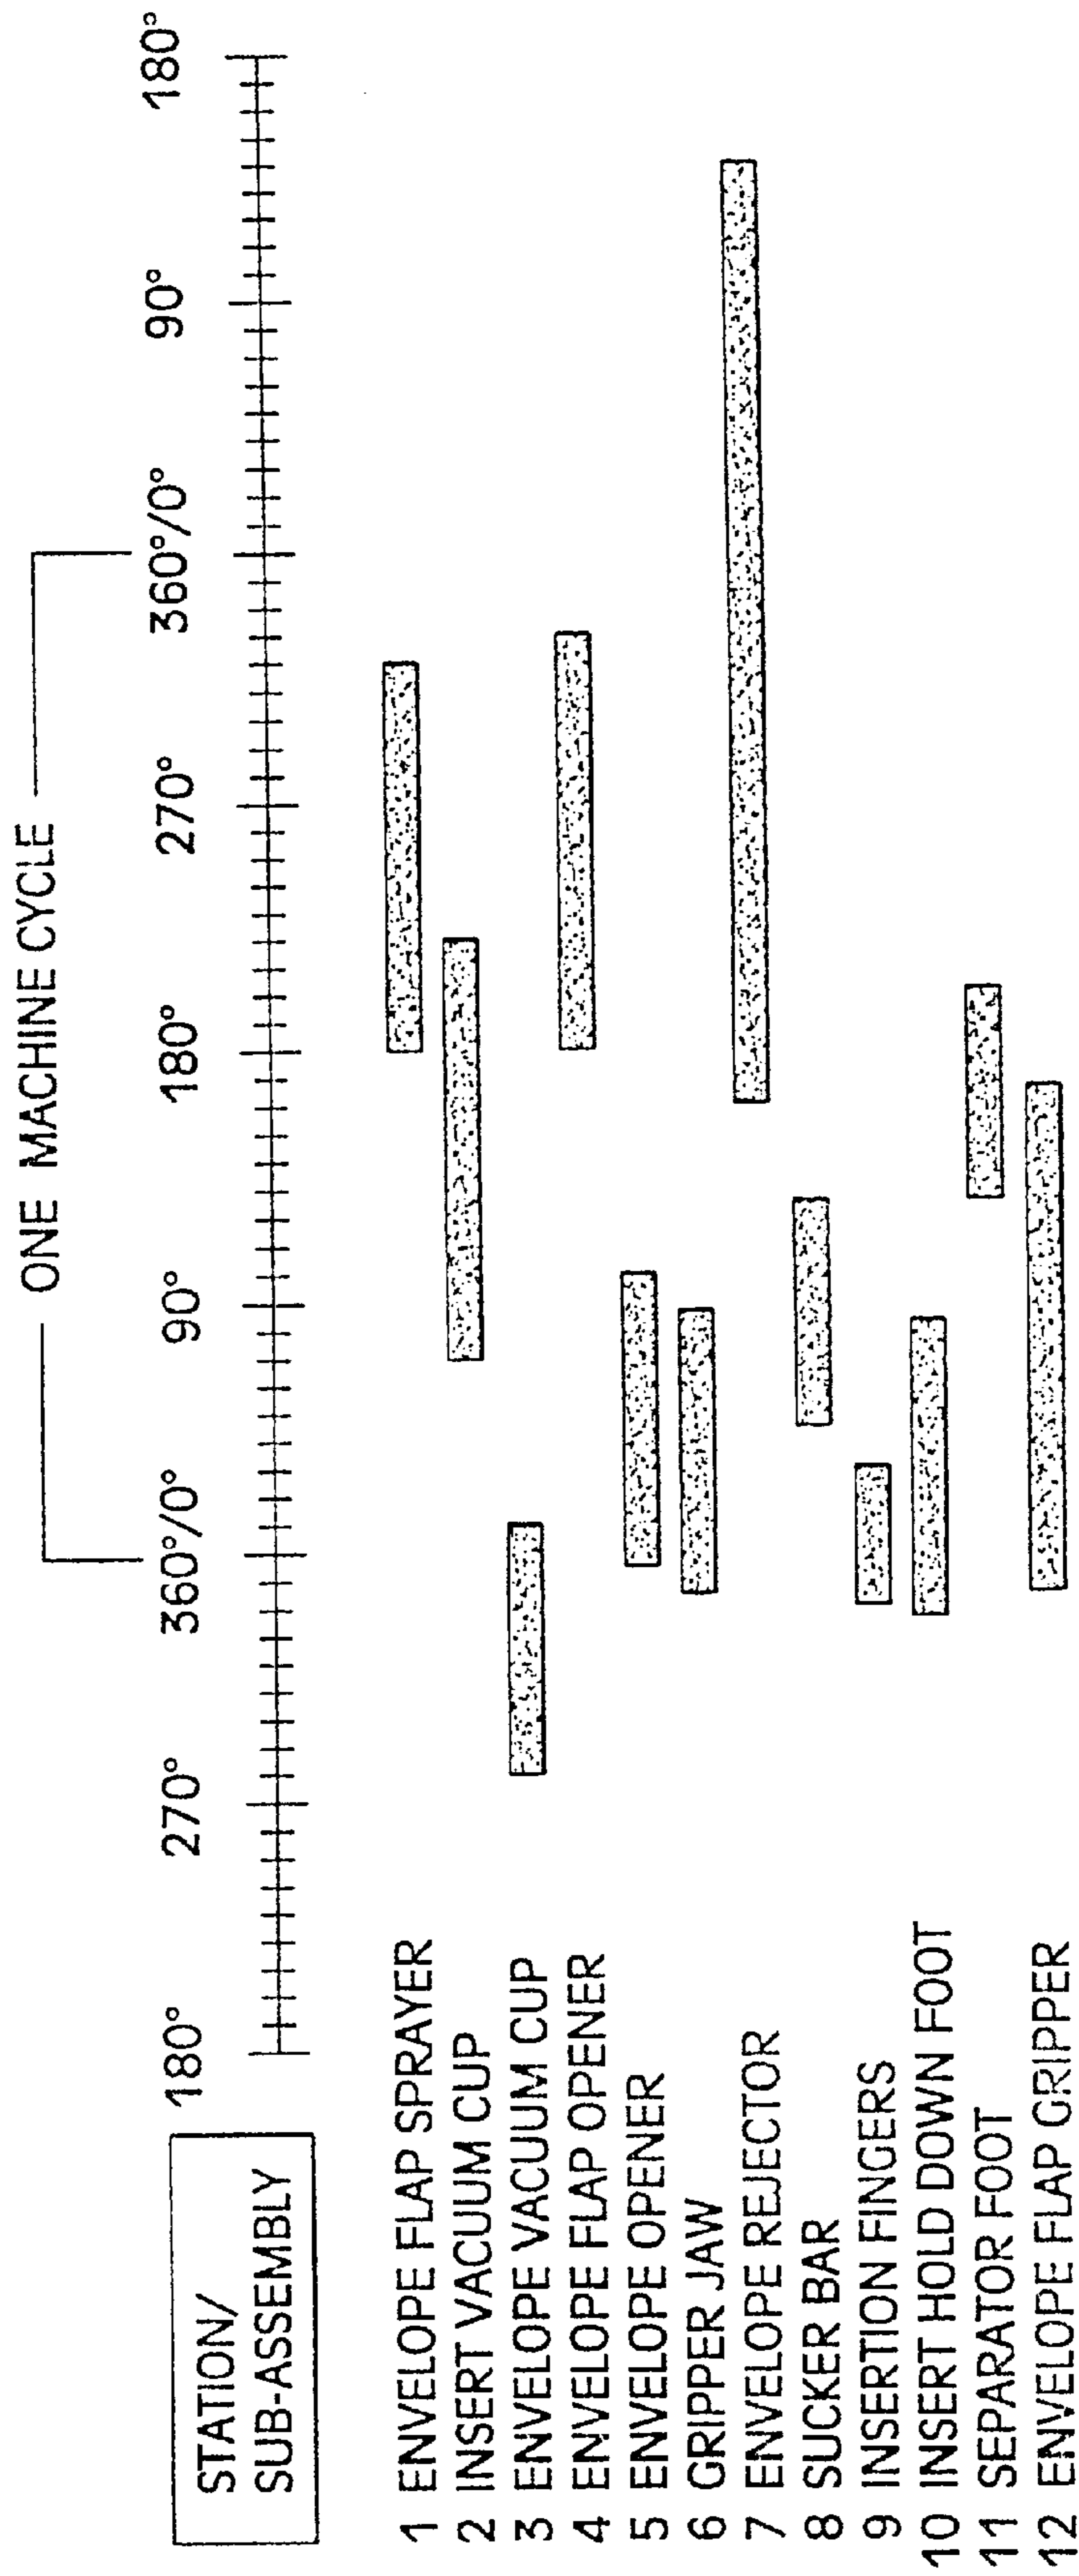 ONE MACHINE CYCLE
180° 270° 360°/0° 90° 180° 270° 360°/0° 90° 180°
STATION/
SUB-ASSEMBLY
1 ENVELOPE FLAP SPRAYER
2 INSERT VACUUM CUP
3 ENVELOPE VACUUM CUP
4 ENVELOPE FLAP OPENER
5 ENVELOPE OPENER
6 GRIPPER JAW
7 ENVELOPE REJECTOR
8 SUCKER BAR
9 INSERTION FINGERS
10 INSERT HOLD DOWN FOOT
11 SEPARATOR FOOT
12 ENVELOPE FLAP GRIPPER